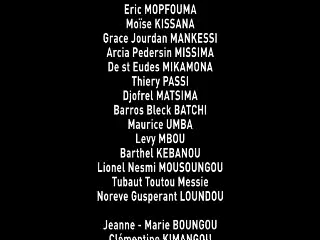 Eric MOPFOUMA
Moïse KISSANA
Grace Jourdan MANKESSI
Arcia Pedersin MISSIMA
De st Eudes MIKAMONA
Thiery PASSI
Djofrel MATSIMA
Barros Bleck BATCHI
Maurice UMBA
Levy MBOU
Barthel KEBANOU
Lionel Nesmi MOUSOUNGOU
Tubaut Toutou Messie
Noreve Gusperant LOUNDOU
Jeanne - Marie BOUNGOU
Clémentine KIMANGOU